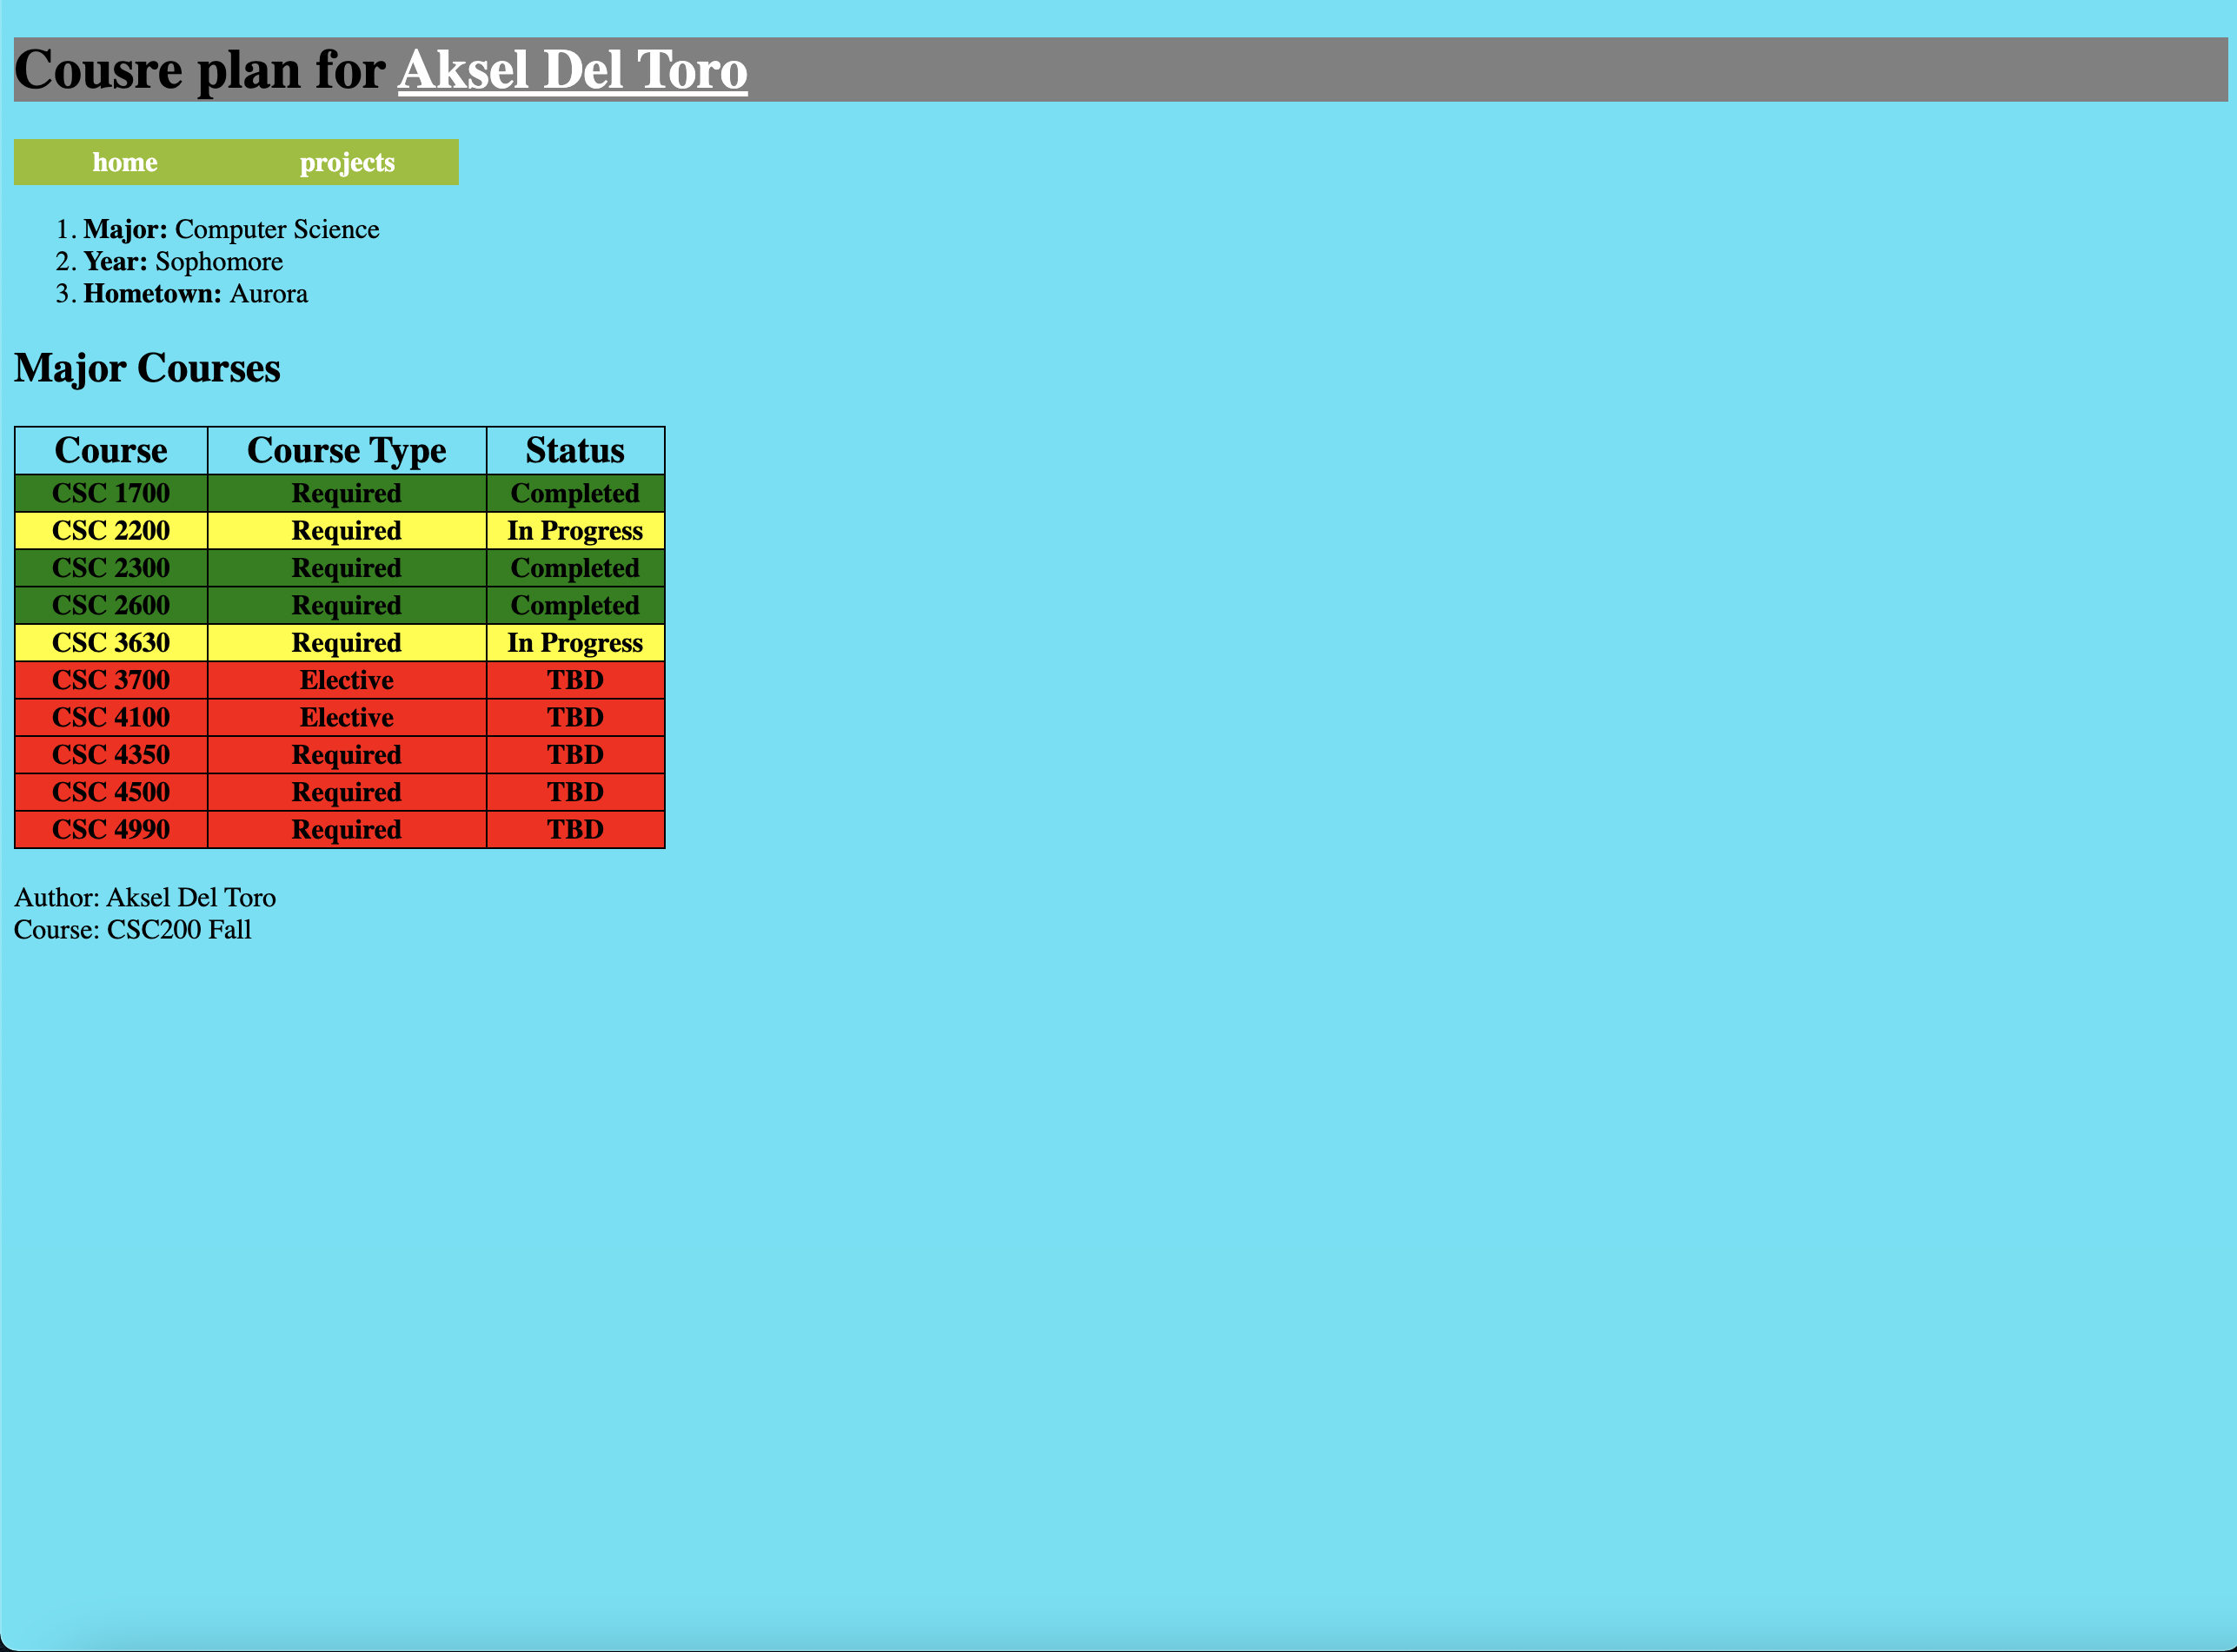 Cousre plan for Aksel Del Toro
home projects
1. Major: Computer Science
2. Year: Sophomore
3. Hometown: Aurora
Major Courses
Course Course Type Status
CSC 1700 Required Completed
CSC 2200 Required In Progress
CSC 2300 Required Completed
CSC 2600 Required Completed
CSC 3630 Required In Progress
CSC 3700 Elective TBD
CSC 4100 Elective TBD
CSC 4350 Required TBD
CSC 4500 Required TBD
CSC 4990 Required TBD
Author: Aksel Del Toro
Course: CSC200 Fall